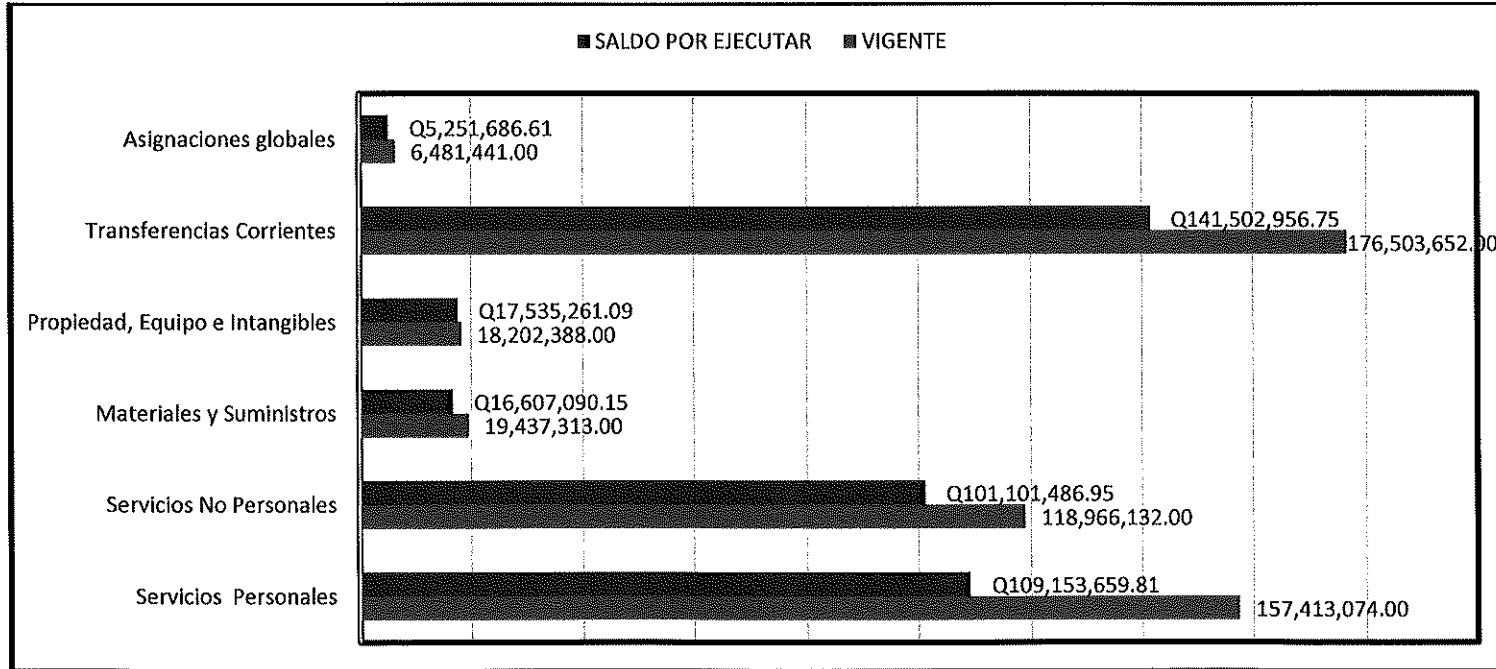 SALDO POR EJECUTAR VIGENTE
Asignaciones globales
Q5,251,686.61
6,481,441.00
Transferencias Corrientes
Q141,502,956.75
176,503,652.00
Propiedad, Equipo e Intangibles
Q17,535,261.09
18,202,388.00
Materiales y Suministros
Q16,607,090.15
19,437,313.00
Servicios No Personales
Q101,101,486.95
118,966,132.00
Servicios Personales
Q109,153,659.81
157,413,074.00